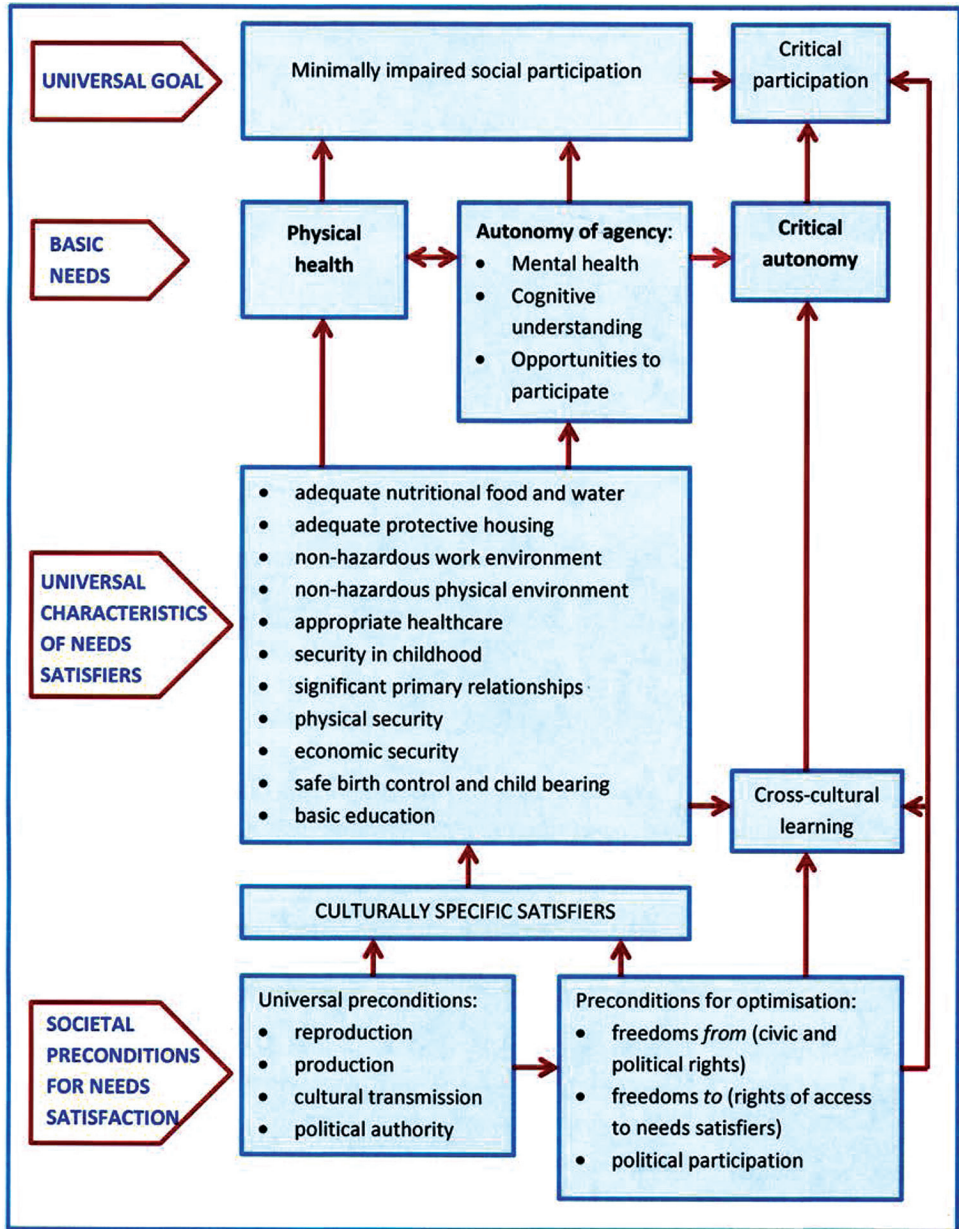 UNIVERSAL GOAL
Minimally impaired social participation
Critical
participation
BASIC
NEEDS
Physical
health
Autonomy of agency:
• Mental health
• Cognitive
understanding
• Opportunities to
participate
Critical
autonomy
UNIVERSAL
CHARACTERISTICS
OF NEEDS
SATISFIERS
• adequate nutritional food and water
• adequate protective housing
• non-hazardous work environment
• non-hazardous physical environment
• appropriate healthcare
• security in childhood
• significant primary relationships
• physical security
• economic security
• safe birth control and child bearing
• basic education
Cross-cultural
learning
CULTURALLY SPECIFIC SATISFIERS
SOCIETAL
PRECONDITIONS
FOR NEEDS
SATISFACTION
Universal preconditions:
• reproduction
• production
• cultural transmission
• political authority
Preconditions for optimisation:
• freedoms from (civic and
political rights)
• freedoms to (rights of access
to needs satisfiers)
• political participation